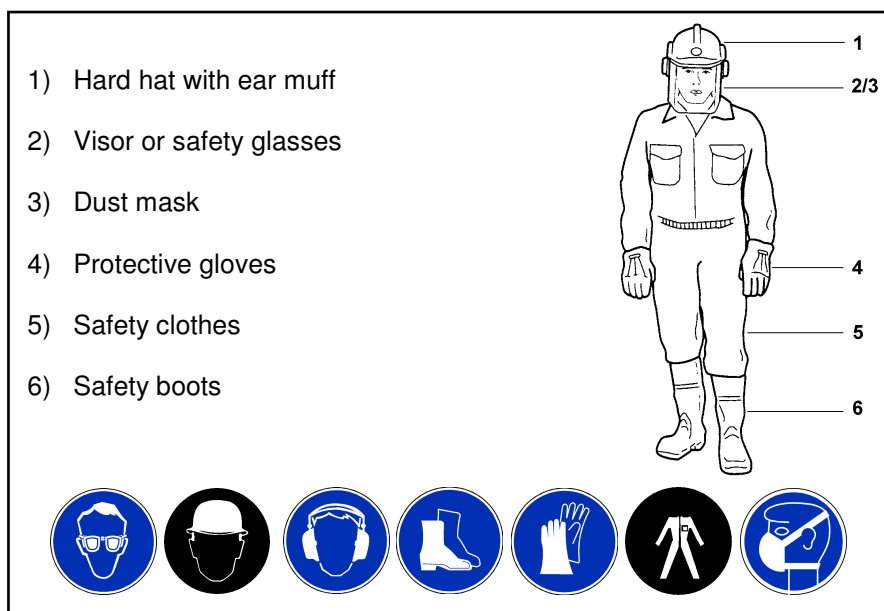 1) Hard hat with ear muff
2) Visor or safety glasses
3) Dust mask
4) Protective gloves
5) Safety clothes
6) Safety boots
1
2/3
4
5
6